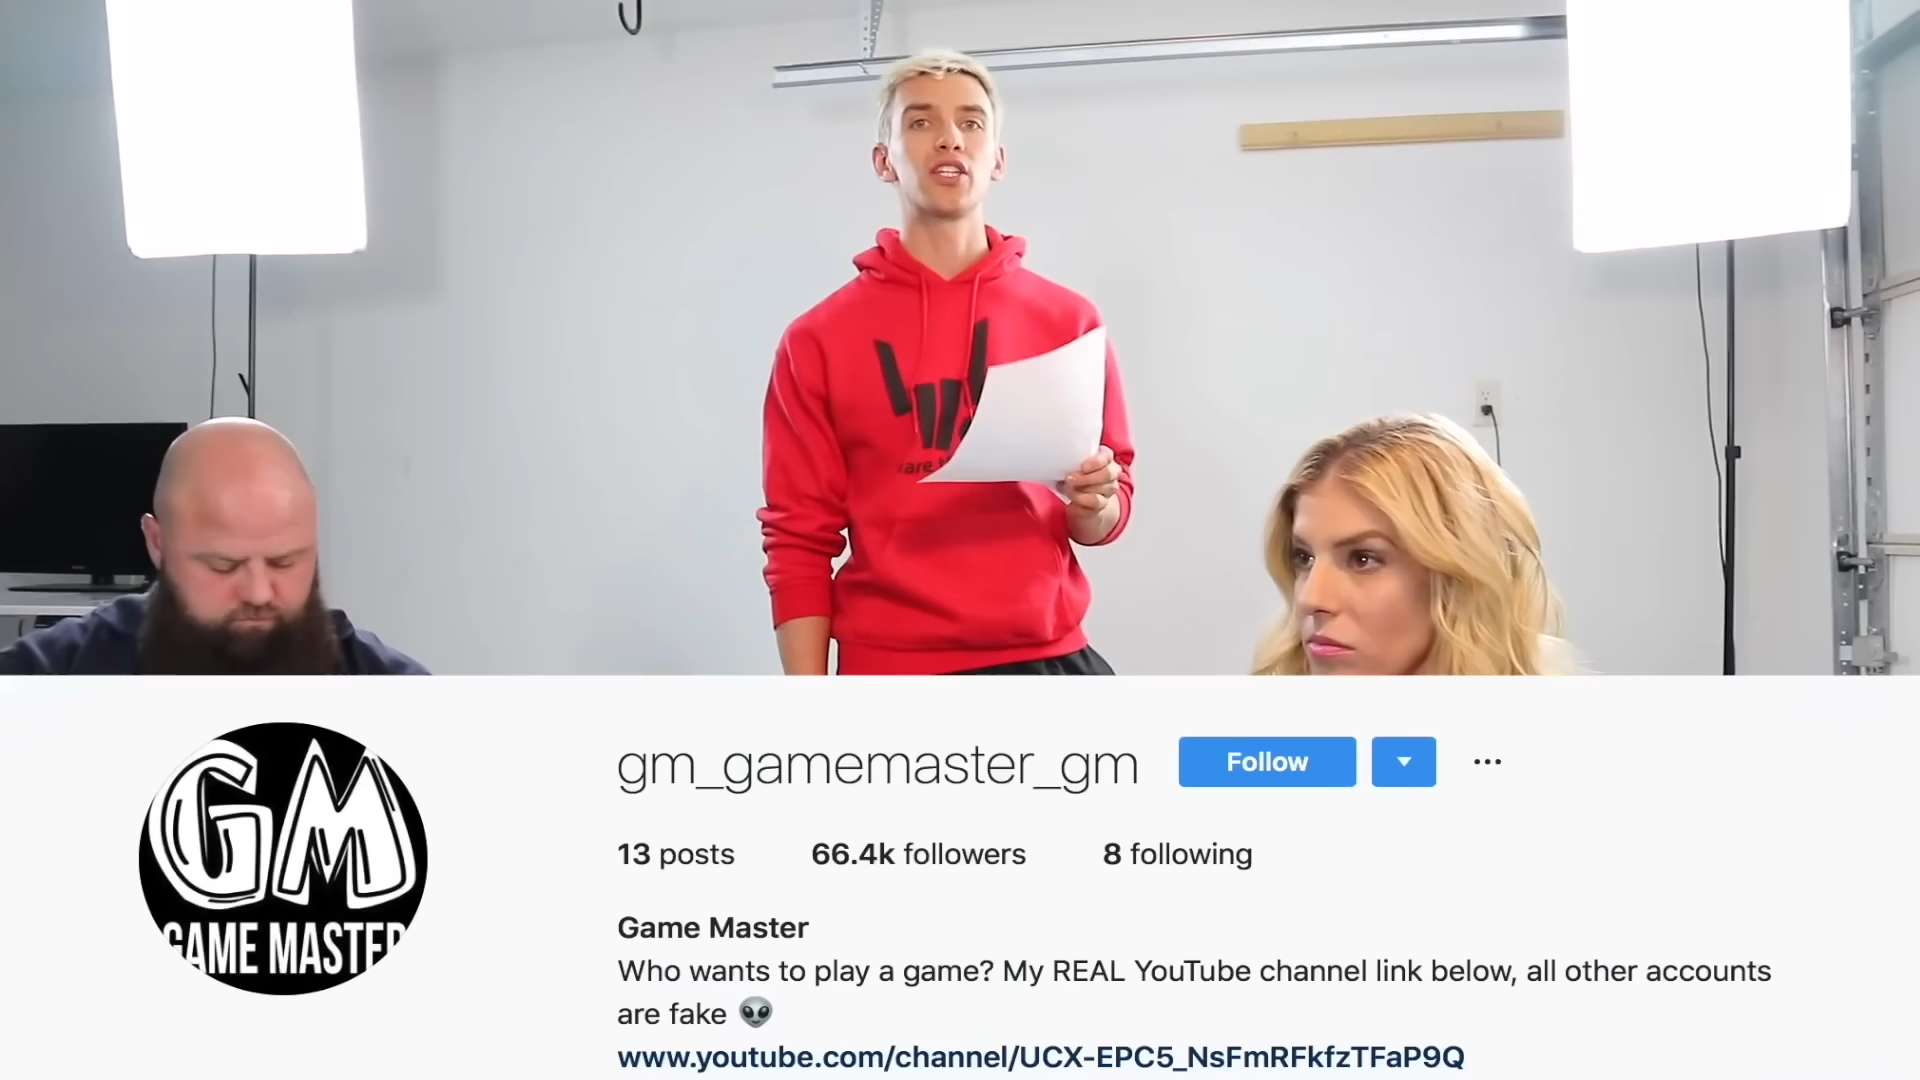 are
gm_gamemaster_gm Follow
13 posts 66.4k followers 8 following
GM
GAME MASTER
Game Master
Who wants to play a game? My REAL YouTube channel link below, all other accounts
are fake 👽
www.youtube.com/channel/UCX-EPC5_NsFmRFkfzTFaP9Q